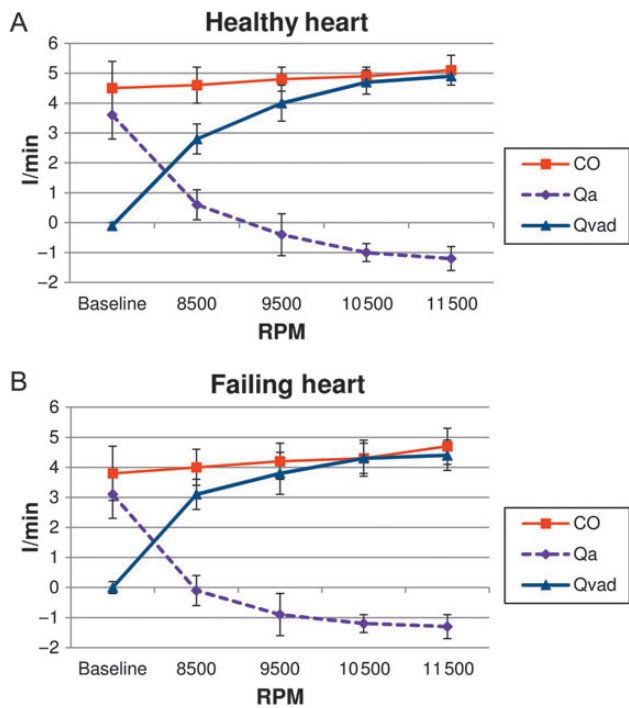 A
Healthy heart
6
5
4
3
2
1
0
−1
−2
l/min
Baseline 8500 9500 10 500 11 500
RPM
CO
Qa
Qvad
B
Failing heart
6
5
4
3
2
1
0
−1
−2
l/min
Baseline 8500 9500 10 500 11 500
RPM
CO
Qa
Qvad